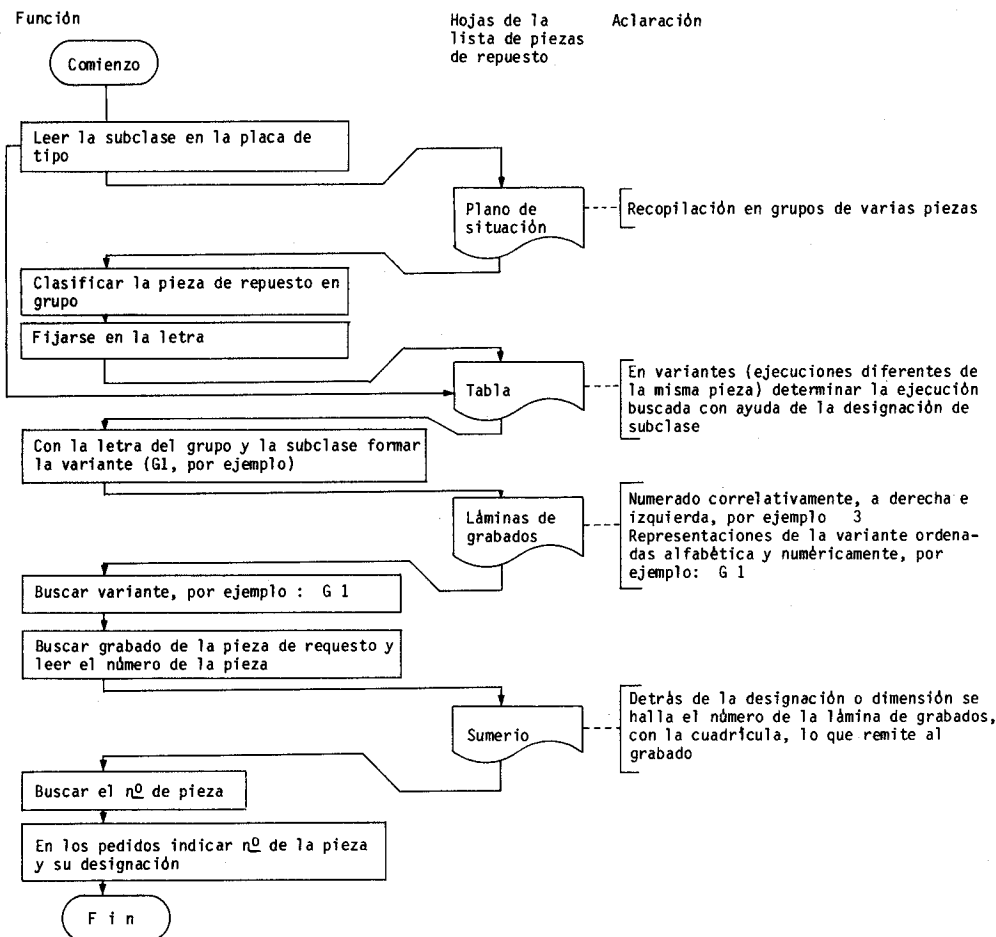 Función
Hojas de la
lista de piezas
de repuesto
Aclaración
Comienzo
Leer la subclase en la placa de
tipo
Plano de
situación
Recopilación en grupos de varias piezas
Clasificar la pieza de repuesto en
grupo
Fijarse en la letra
Tabla
En variantes (ejecuciones diferentes de
la misma pieza) determinar la ejecución
buscada con ayuda de la designación de
subclase
Con la letra del grupo y la subclase formar
la variante (G1, por ejemplo)
Láminas de
grabados
Numerado correlativamente, a derecha e
izquierda, por ejemplo 3
Representaciones de la variante ordena-
das alfabética y numéricamente, por
ejemplo: G 1
Buscar variante, por ejemplo : G 1
Buscar grabado de la pieza de requesto y
leer el número de la pieza
Sumerio
Detrás de la designación o dimensión se
halla el número de la lámina de grabados,
con la cuadrícula, lo que remite al
grabado
Buscar el nº de pieza
En los pedidos indicar nº de la pieza
y su designación
F i n